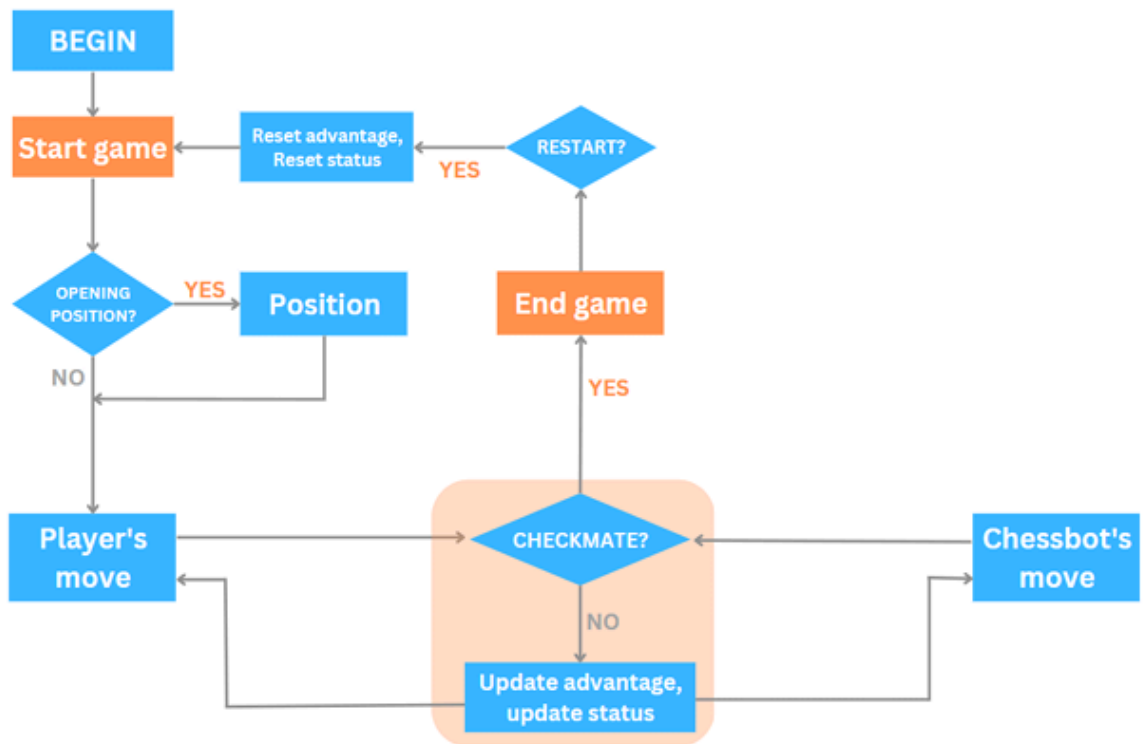 BEGIN
Start game
Reset advantage,
Reset status
YES
RESTART?
OPENING
POSITION?
YES
Position
End game
NO
YES
Player's
move
CHECKMATE?
Chessbot's
move
NO
Update advantage,
update status